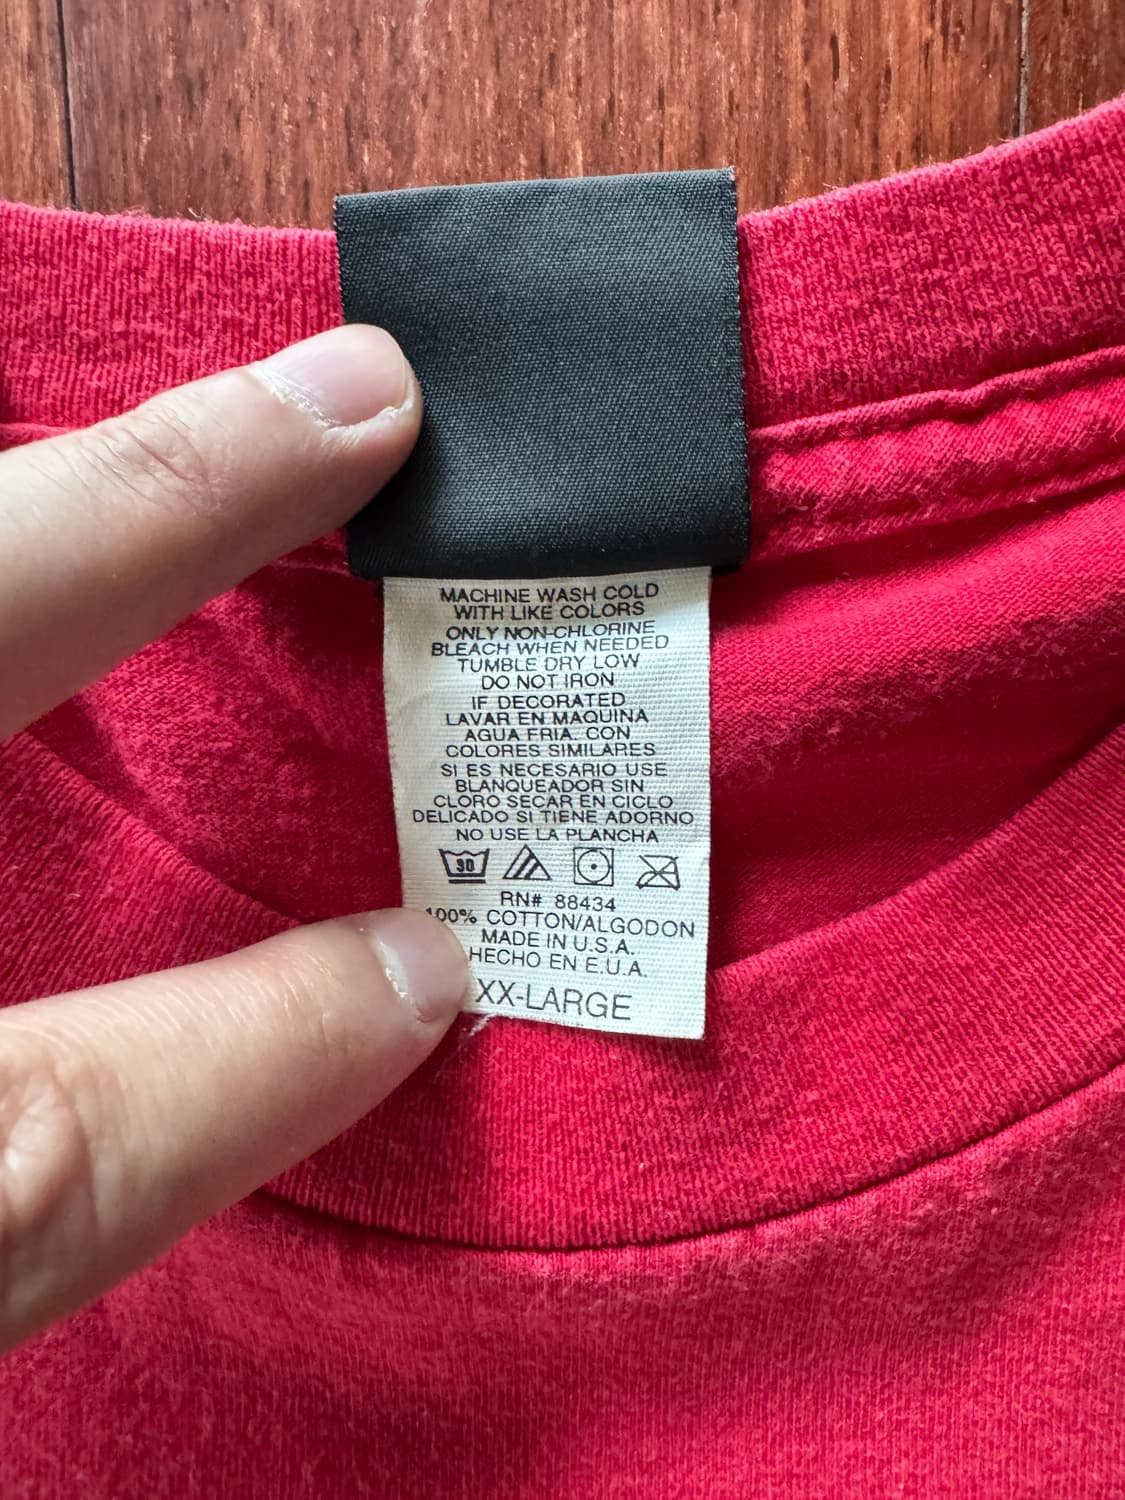 MACHINE WASH COLD
WITH LIKE COLORS
ONLY NON-CHLORINE
BLEACH WHEN NEEDED
TUMBLE DRY LOW
DO NOT IRON
IF DECORATED
LAVAR EN MAQUINA
AGUA FRIA. CON
COLORES SIMILARES
SI ES NECESARIO USE
BLANQUEADOR SIN
CLORO SECAR EN CICLO
DELICADO SI TIENE ADORNO
NO USE LA PLANCHA
30
RN# 88434
100% COTTON/ALGODON
MADE IN U.S.A.
HECHO EN E.U.A.
XX-LARGE